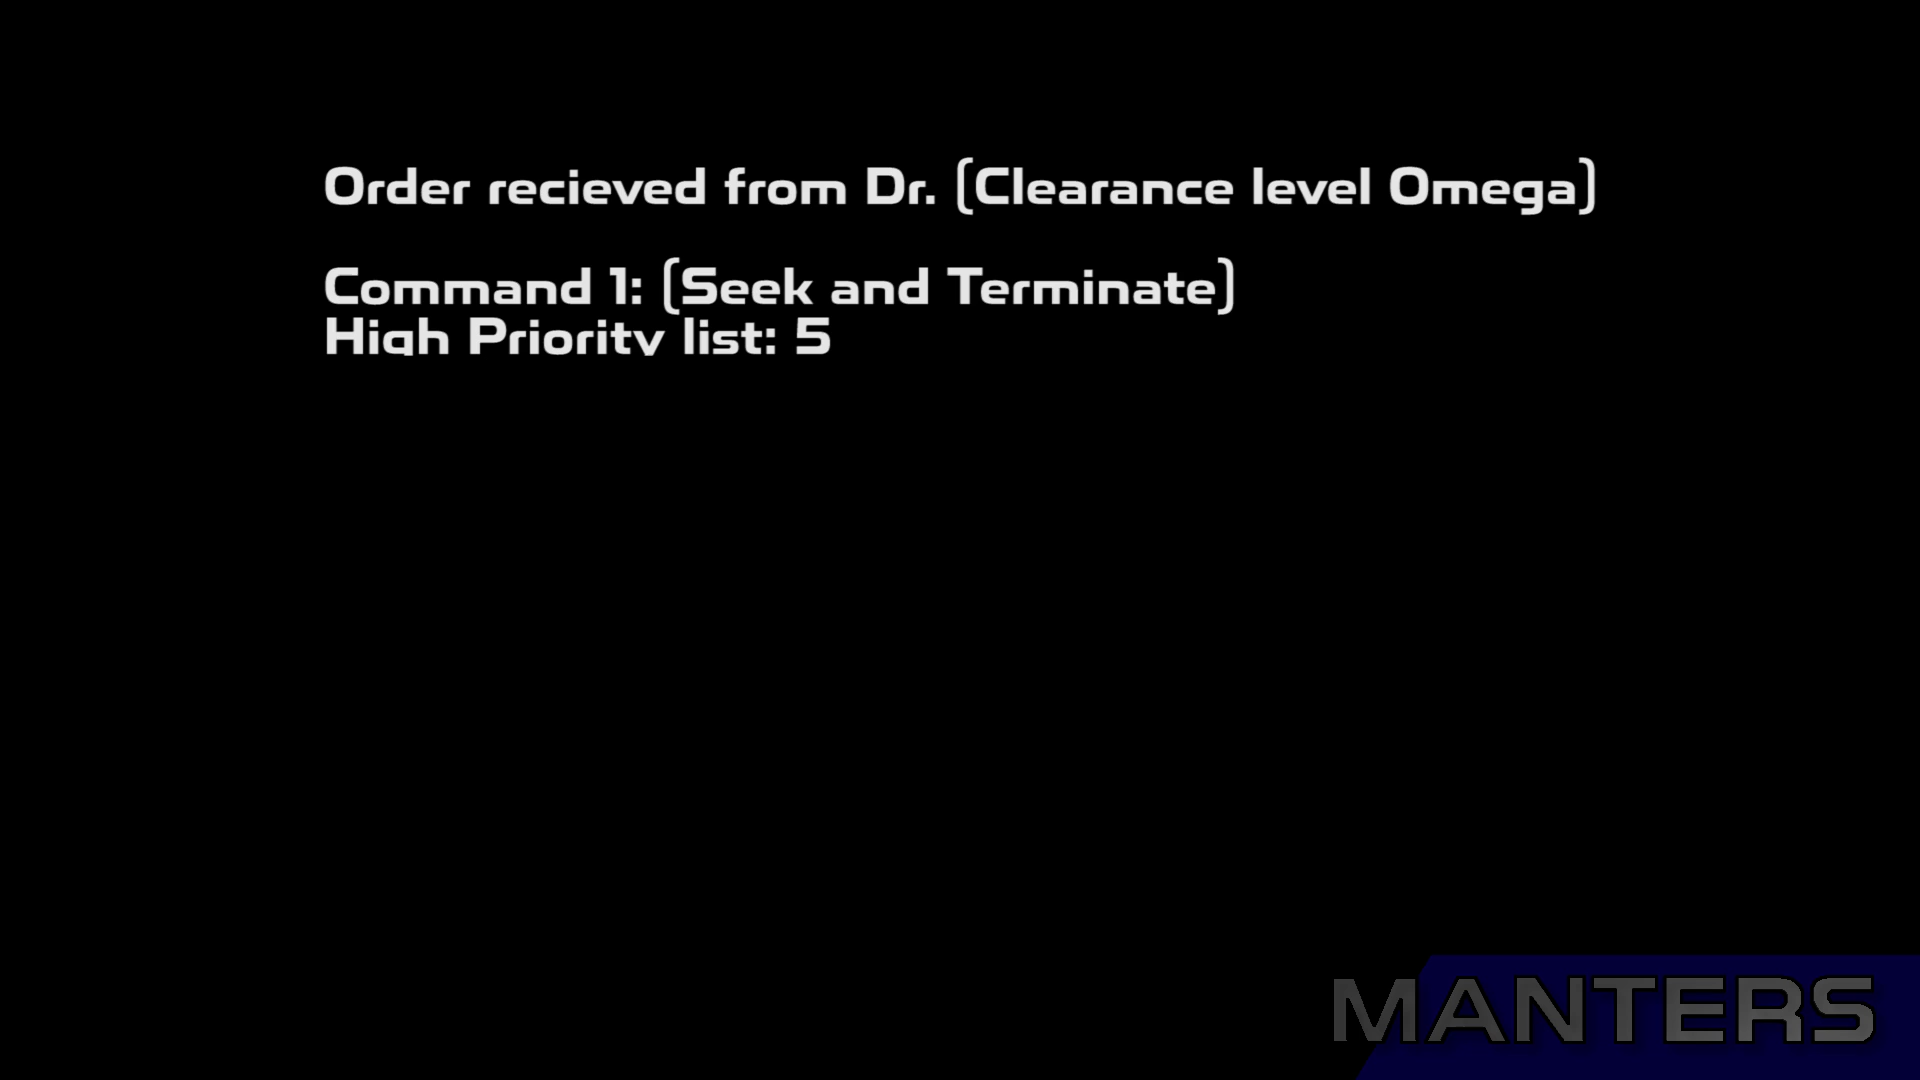 Order recieved from Dr. (Clearance level Omega)
Command 1: (Seek and Terminate)
High Priority list: 5
MANTERS